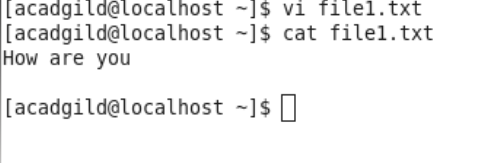 [acadgild@localhost ~]$ vi file1.txt
[acadgild@localhost ~]$ cat file1.txt
How are you
[acadgild@localhost ~]$